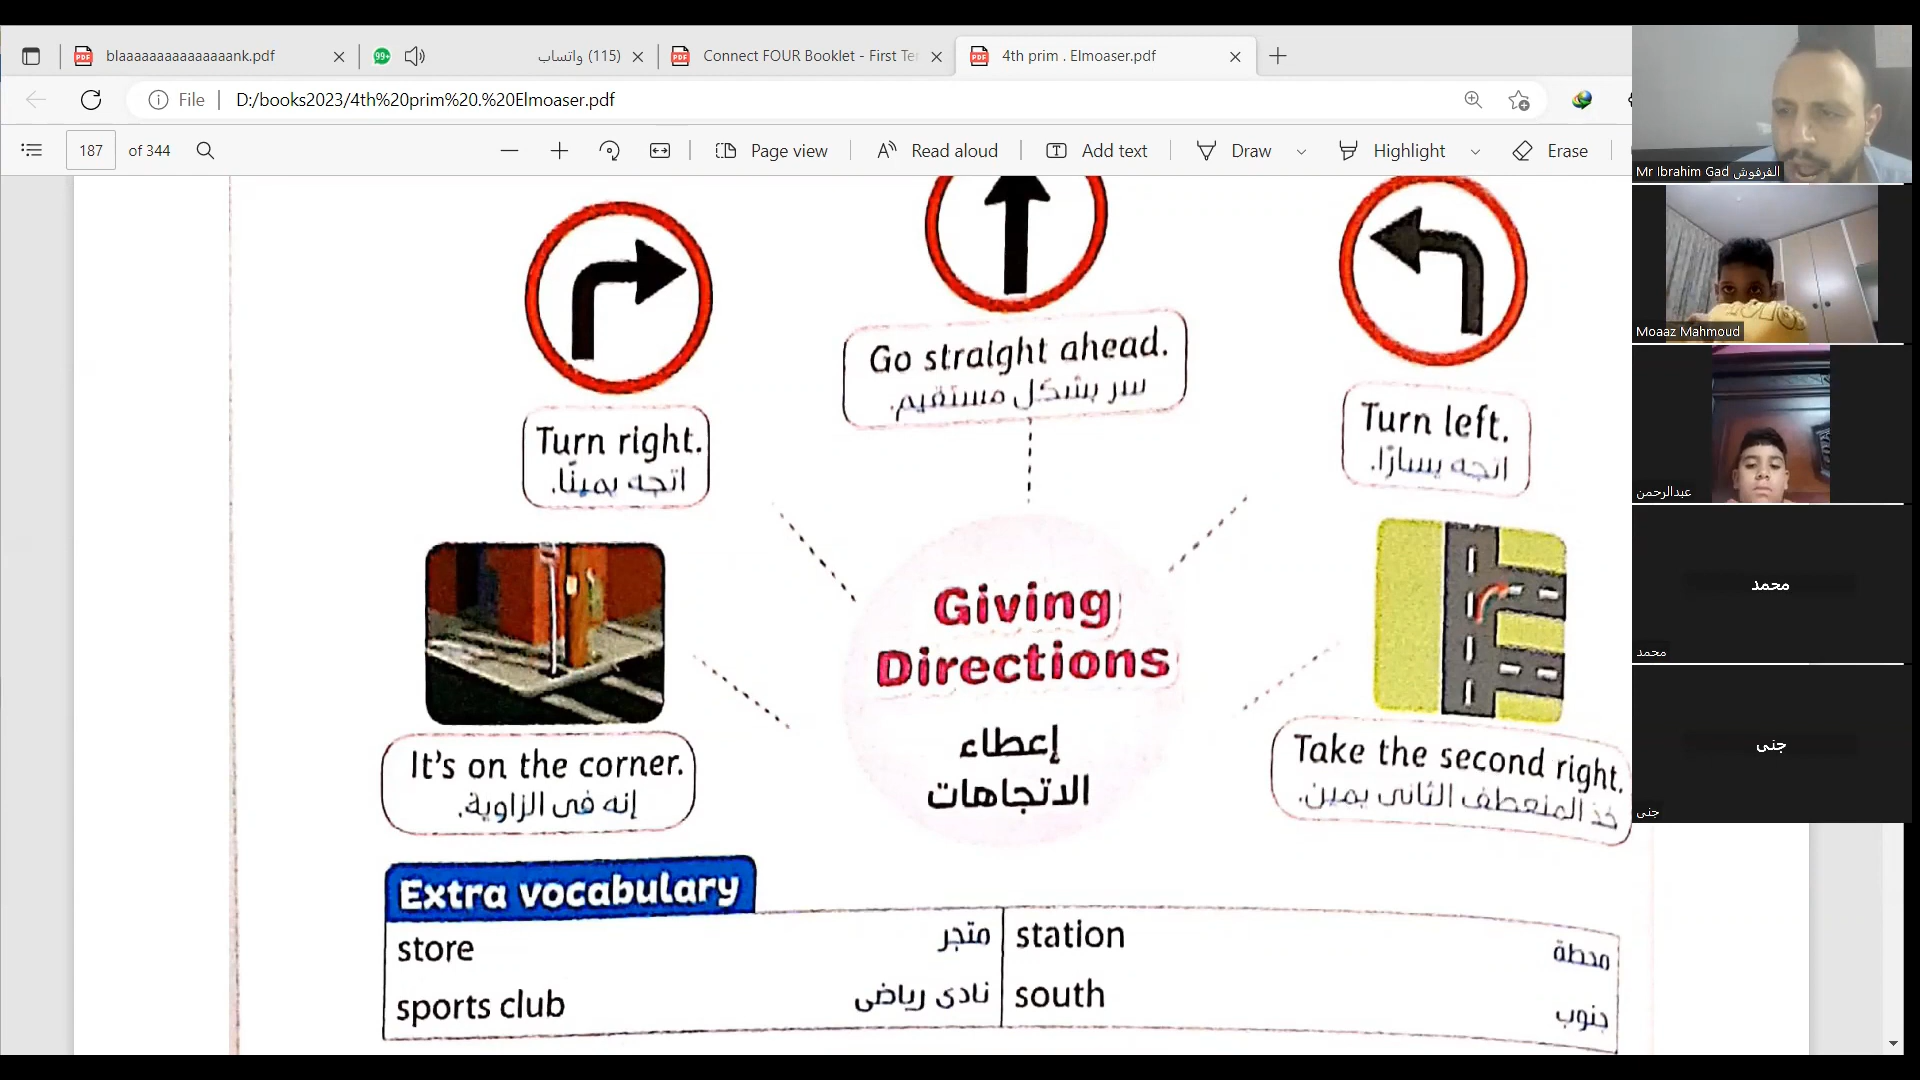 blaaaaaaaaaaaaaaaank.pdf
99+
(115) واتساب
Connect FOUR Booklet - First Ter
4th prim . Elmoaser.pdf
File
D:/books2023/4th%20prim%20.%20Elmoaser.pdf
187 of 344
Page view
Read aloud
Add text
Draw
Highlight
Erase
Go straight ahead.
سر بشكل مستقيم.
Turn right.
اتجه يمينًا.
Turn left.
اتجه يسارًا.
Giving
Directions
إعطاء
الاتجاهات
It's on the corner.
إنه فى الزاوية.
Take the second right.
خذ المنعطف الثانى يمين.
Extra vocabulary
store متجر
station محطة
sports club نادى رياضى
south جنوب
Mr Ibrahim Gad الفرفوش
Moaaz Mahmoud
عبدالرحمن
محمد
محمد
جنى
جنى